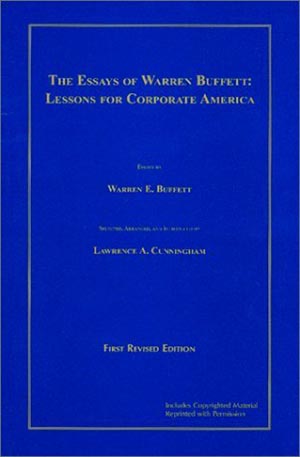 THE ESSAYS OF WARREN BUFFETT:
LESSONS FOR CORPORATE AMERICA
ESSAYS BY
WARREN E. BUFFETT
SELECTED, ARRANGED, AND INTRODUCED BY
LAWRENCE A. CUNNINGHAM
FIRST REVISED EDITION
Includes Copyrighted Material
Reprinted with Permission